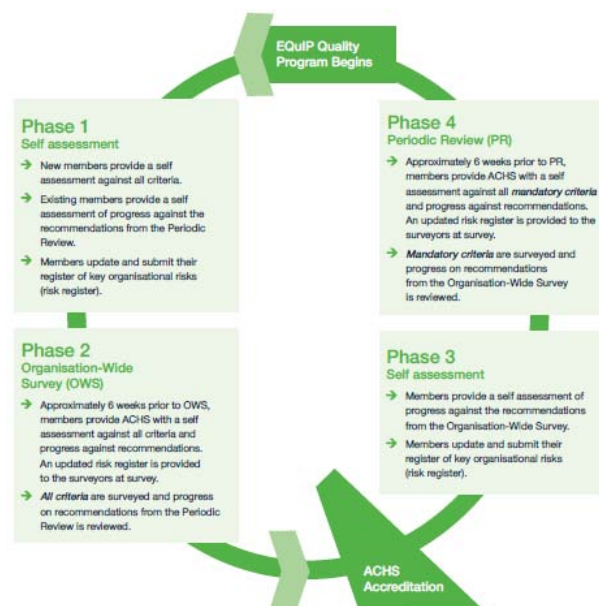 EQuIP Quality
Program Begins
Phase 1
Self assessment
New members provide a self
assessment against all criteria.
Existing members provide a self
assessment of progress against the
recommendations from the Periodic
Review.
Members update and submit their
register of key organisational risks
(risk register).
Phase 2
Organisation-Wide
Survey (OWS)
Approximately 6 weeks prior to OWS,
members provide ACHS with a self
assessment against all criteria and
progress against recommendations.
An updated risk register is provided
to the surveyors at survey.
All criteria are surveyed and progress
on recommendations from the Periodic
Review is reviewed.
Phase 4
Periodic Review (PR)
Approximately 6 weeks prior to PR,
members provide ACHS with a self
assessment against all mandatory criteria
and progress against recommendations.
An updated risk register is provided to the
surveyors at survey.
Mandatory criteria are surveyed and
progress on recommendations
from the Organisation-Wide Survey
is reviewed.
Phase 3
Self assessment
Members provide a self assessment of
progress against the recommendations
from the Organisation-Wide Survey.
Members update and submit their
register of key organisational risks
(risk register).
ACHS
Accreditation